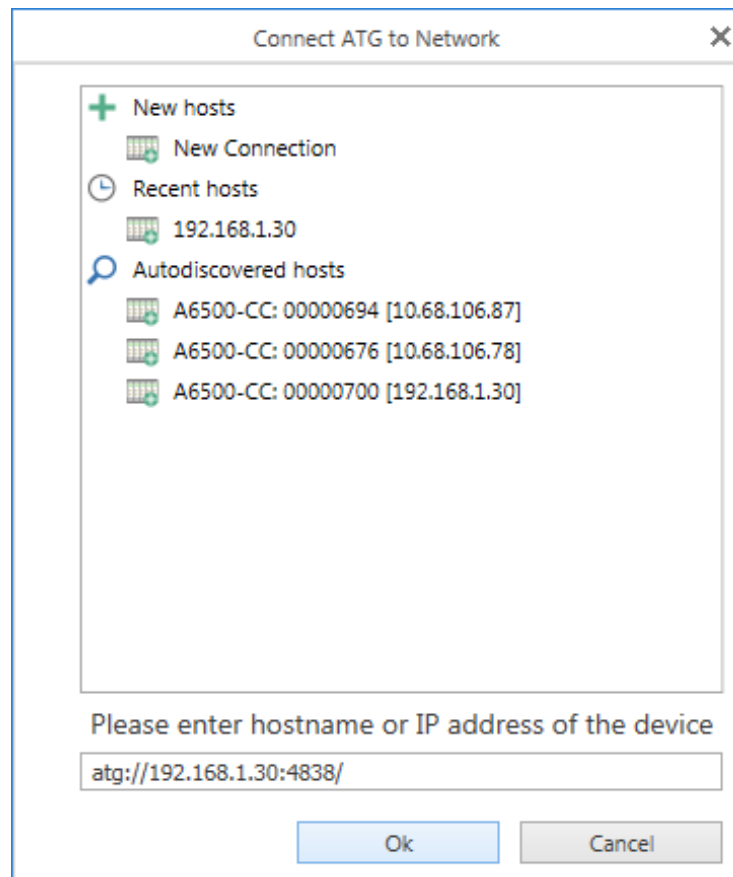 Connect ATG to Network
New hosts
New Connection
Recent hosts
192.168.1.30
Autodiscovered hosts
A6500-CC: 00000694 [10.68.106.87]
A6500-CC: 00000676 [10.68.106.78]
A6500-CC: 00000700 [192.168.1.30]
Please enter hostname or IP address of the device
atg://192.168.1.30:4838/
Ok Cancel